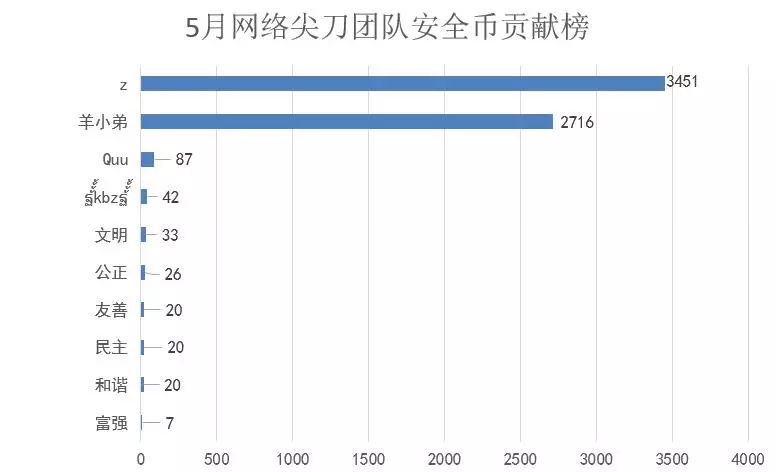 5月网络尖刀团队安全币贡献榜
z 3451
羊小弟 2716
Quu 87
kbz 42
文明 33
公正 26
友善 20
民主 20
和谐 20
富强 7
0 500 1000 1500 2000 2500 3000 3500 4000